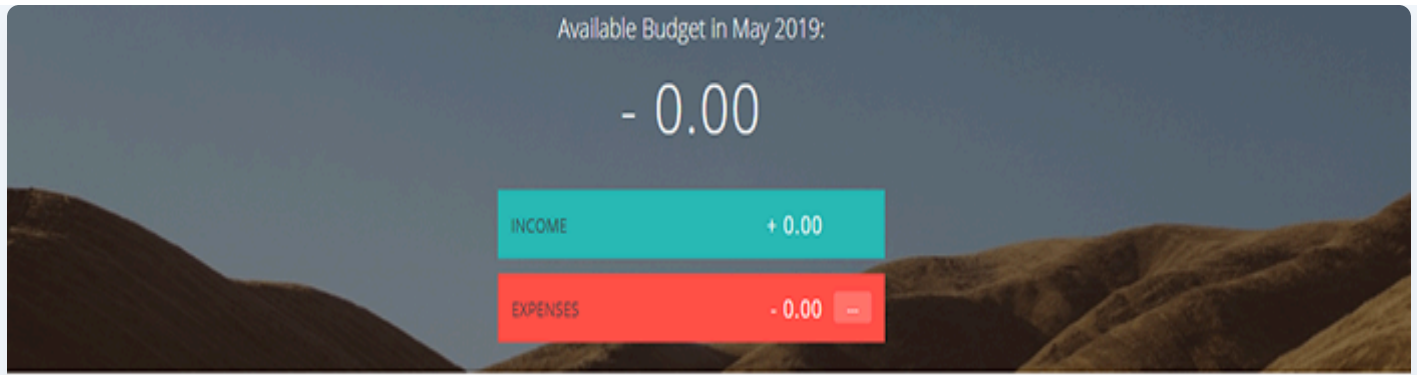 Available Budget in May 2019:
- 0.00
INCOME + 0.00
EXPENSES - 0.00 ---